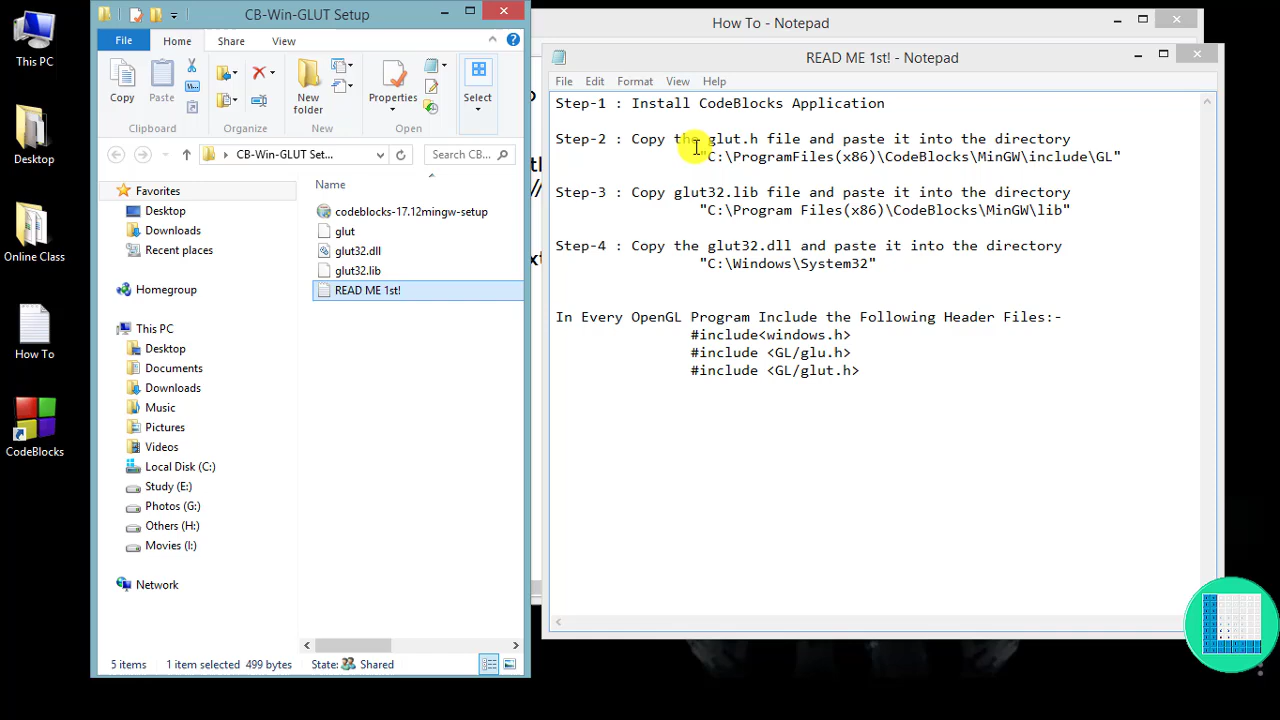 This PC
Desktop
Online Class
How To
CodeBlocks
CB-Win-GLUT Setup
File
Home
Share
View
Copy
Paste
New folder
Properties
Select
Clipboard
Organize
New
Open
CB-Win-GLUT Set...
Search CB...
Favorites
Desktop
Downloads
Recent places
Homegroup
This PC
Desktop
Documents
Downloads
Music
Pictures
Videos
Local Disk (C:)
Study (E:)
Photos (G:)
Others (H:)
Movies (I:)
Network
Name
codeblocks-17.12mingw-setup
glut
glut32.dll
glut32.lib
READ ME 1st!
5 items
1 item selected 499 bytes
State: Shared
How To - Notepad
READ ME 1st! - Notepad
File Edit Format View Help
Step-1 : Install CodeBlocks Application
Step-2 : Copy the glut.h file and paste it into the directory
"C:\ProgramFiles(x86)\CodeBlocks\MinGW\include\GL"
Step-3 : Copy glut32.lib file and paste it into the directory
"C:\Program Files(x86)\CodeBlocks\MinGW\lib"
Step-4 : Copy the glut32.dll and paste it into the directory
"C:\Windows\System32"
In Every OpenGL Program Include the Following Header Files:-
#include<windows.h>
#include <GL/glu.h>
#include <GL/glut.h>